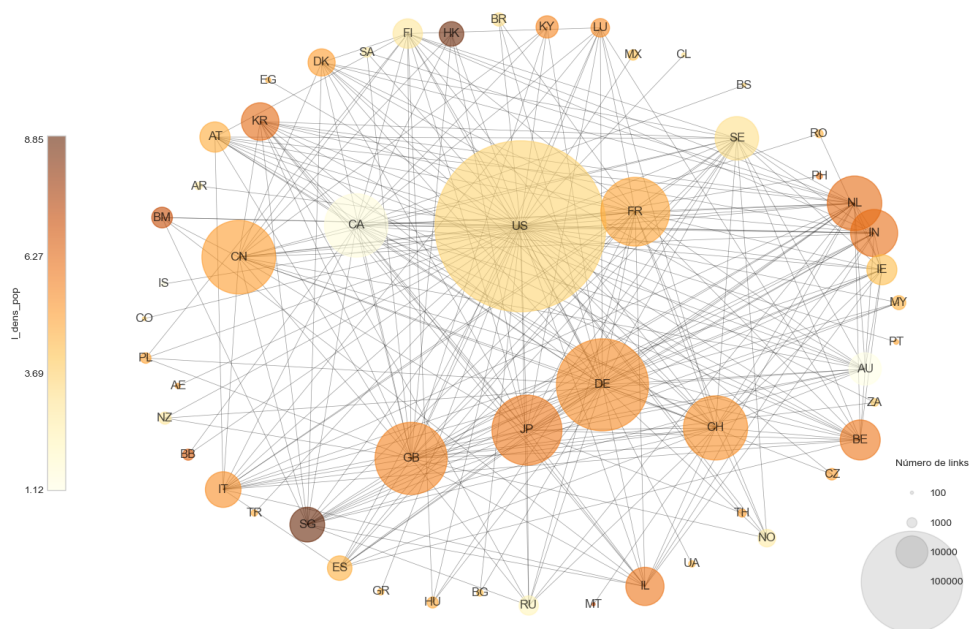 BR
FI
HK
KY
LU
SA
MX
CL
DK
EG
BS
KR
AT
SE
RO
8.85
PH
AR
NL
BM
CA
US
FR
IN
CN
6.27
IE
IS
MY
CO
PT
PL
3.69
AU
AE
DE
ZA
NZ
JP
CH
BE
BB
GB
Número de links
CZ
1.12
IT
100
TR
SG
TH
1000
NO
10000
ES
UA
100000
IL
GR
HU
BG
RU
MT
l_dens_pop